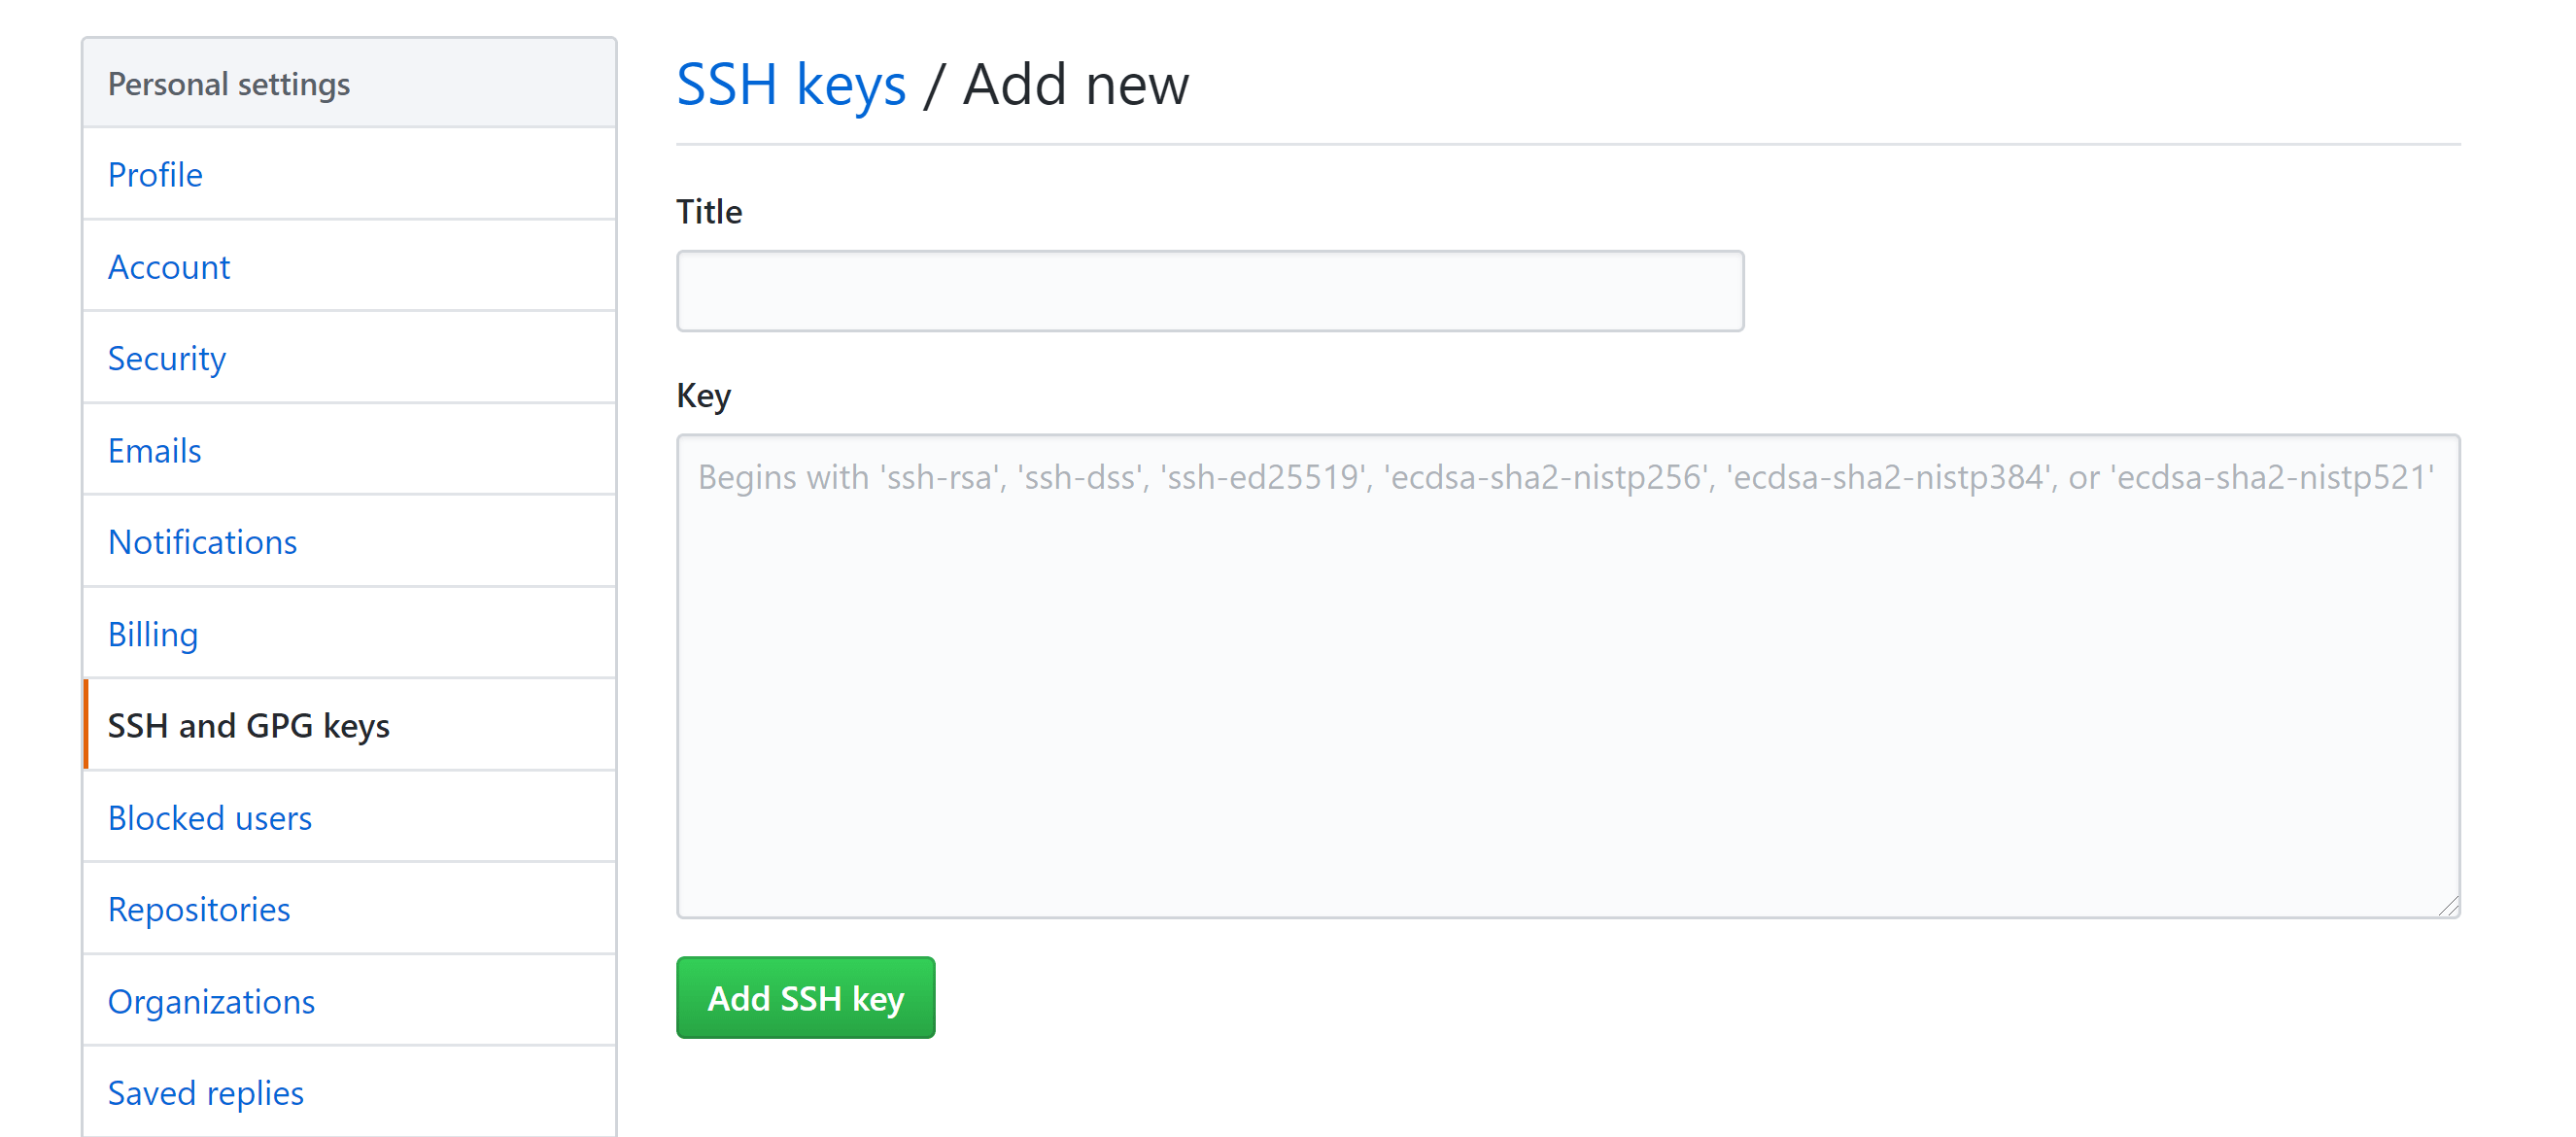 Personal settings
Profile
Account
Security
Emails
Notifications
Billing
SSH and GPG keys
Blocked users
Repositories
Organizations
Saved replies
SSH keys / Add new
Title
Key
Begins with 'ssh-rsa', 'ssh-dss', 'ssh-ed25519', 'ecdsa-sha2-nistp256', 'ecdsa-sha2-nistp384', or 'ecdsa-sha2-nistp521'
Add SSH key